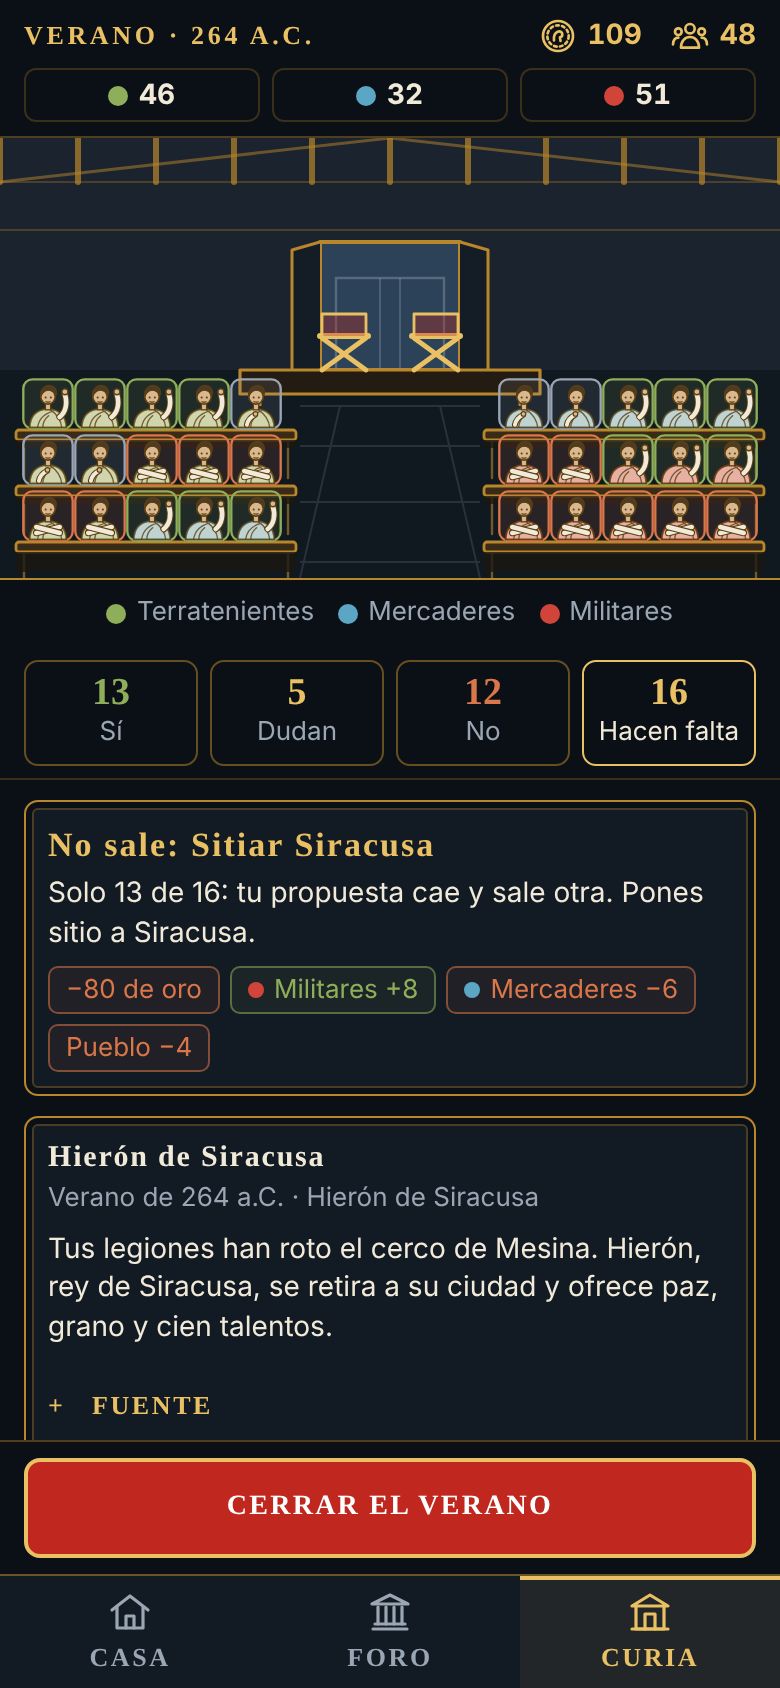 VERANO · 264 A.C.
109
48
46
32
51
Terratenientes
Mercaderes
Militares
13
Sí
5
Dudan
12
No
16
Hacen falta
No sale: Sitiar Siracusa
Solo 13 de 16: tu propuesta cae y sale otra. Pones
sitio a Siracusa.
−80 de oro
Militares +8
Mercaderes −6
Pueblo −4
Hierón de Siracusa
Verano de 264 a.C. · Hierón de Siracusa
Tus legiones han roto el cerco de Mesina. Hierón,
rey de Siracusa, se retira a su ciudad y ofrece paz,
grano y cien talentos.
+ FUENTE
CERRAR EL VERANO
CASA
FORO
CURIA